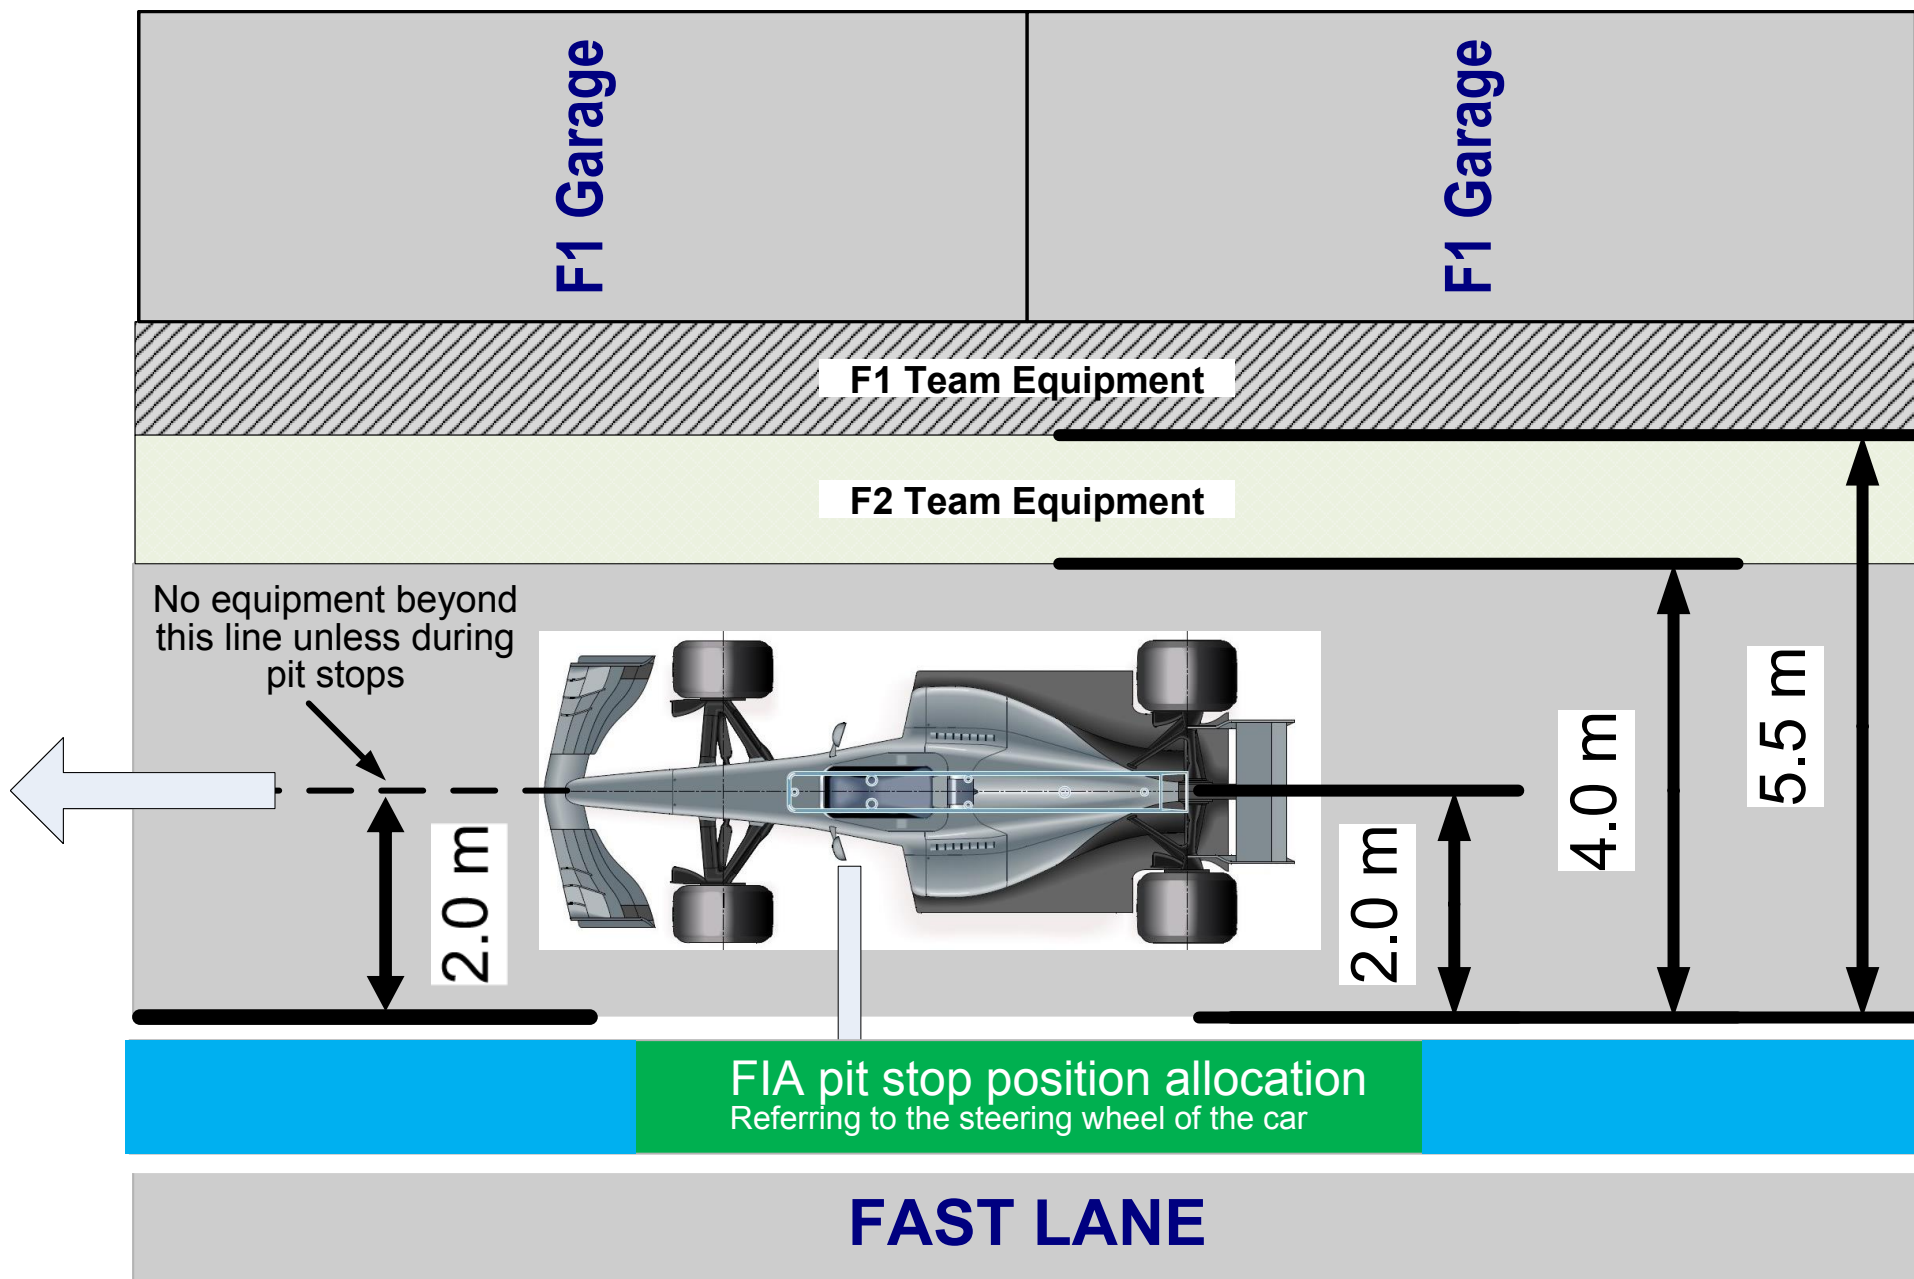 F1 Garage
F1 Garage
F1 Team Equipment
F2 Team Equipment
No equipment beyond
this line unless during
pit stops
2.0 m
2.0 m
4.0 m
5.5 m
FIA pit stop position allocation
Referring to the steering wheel of the car
FAST LANE